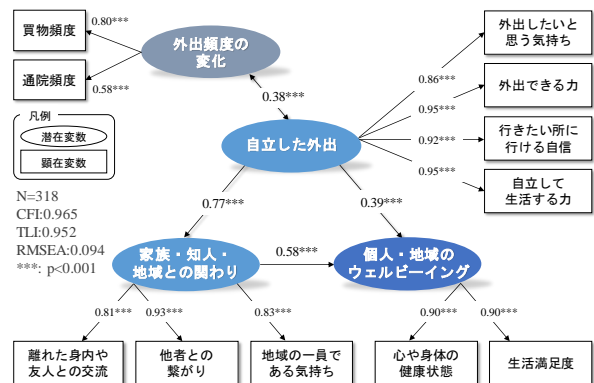 買物頻度
0.80***
通院頻度
0.58***
外出頻度の
変化
0.38***
凡例
潜在変数
顕在変数
N=318
CFI:0.965
TLI:0.952
RMSEA:0.094
***: p<0.001
自立した外出
0.86***
外出したいと
思う気持ち
0.95***
外出できる力
0.92***
行きたい所に
行ける自信
0.95***
自立して
生活する力
0.77***
0.39***
家族・知人・
地域との関わり
0.58***
個人・地域の
ウェルビーイング
0.81***
0.93***
0.83***
0.90***
0.90***
離れた身内や
友人との交流
他者との
繋がり
地域の一員で
ある気持ち
心や身体の
健康状態
生活満足度